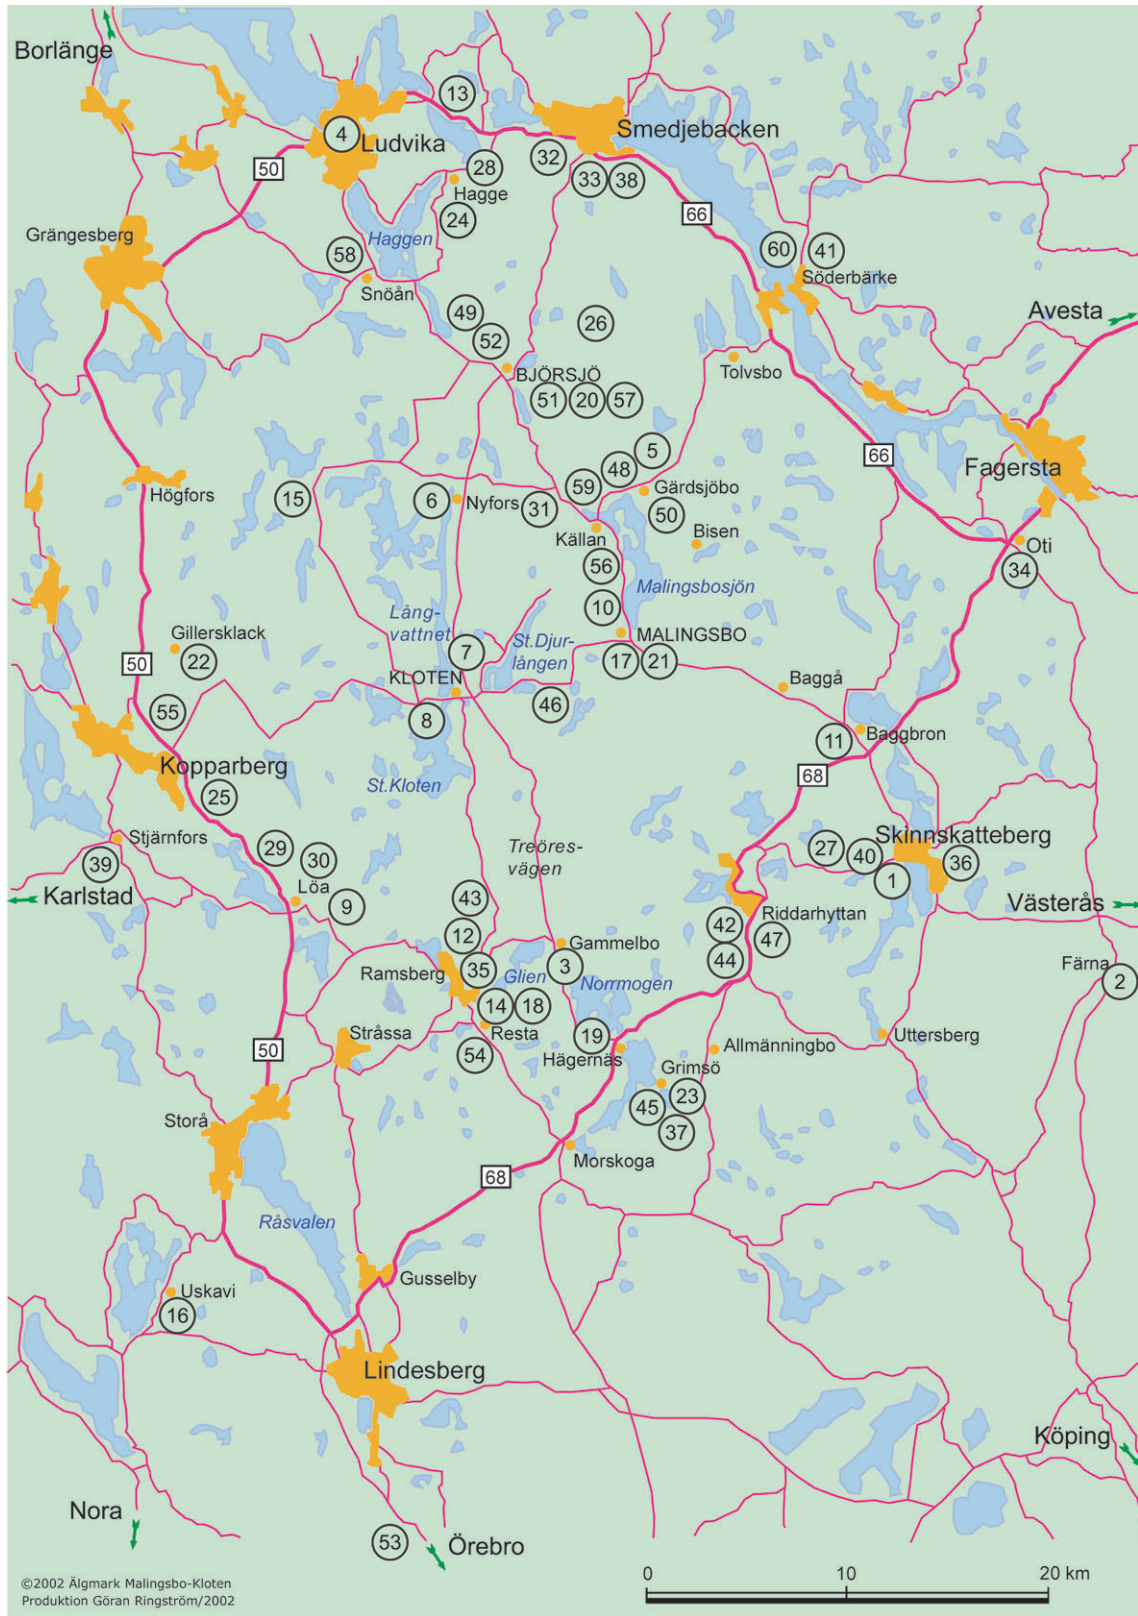 Borlänge
13
4
Ludvika
Smedjebacken
50
28
32
33
38
Hagge
24
66
Grängesberg
Haggen
58
60
41
Snöån
Söderbärke
49
26
52
Avesta
BJÖRSJÖ
Tolvsbo
51
20
57
5
48
66
Fagersta
Högfors
15
6
Nyfors
59
Gärdsjöbo
31
50
Källan
Bisen
Oti
56
34
Malingsbosjön
10
Lång-
vattnet
Gillersklack
22
St.Djur-
lången
MALINGSBO
7
50
17
21
KLOTEN
Baggå
55
8
46
11
Baggbron
Kopparberg
St.Kloten
68
25
Stjärnfors
Treöres-
vägen
Skinnskatteberg
29
30
27
40
36
39
1
Karlstad
Löa
9
43
Västerås
42
Riddarhyttan
12
47
Gammelbo
44
Ramsberg
35
Glien
3
Norrmogen
Färna
2
14
18
Stråssa
Resta
19
Uttersberg
50
54
Hägernäs
Allmänningbo
Grimsö
23
45
Storå
37
Morskoga
68
Råsvalen
Gusselby
Uskavi
16
Lindesberg
Köping
Nora
53
Örebro
0
10
20 km
©2002 Älgmark Malingsbo-Kloten
Produktion Göran Ringström/2002